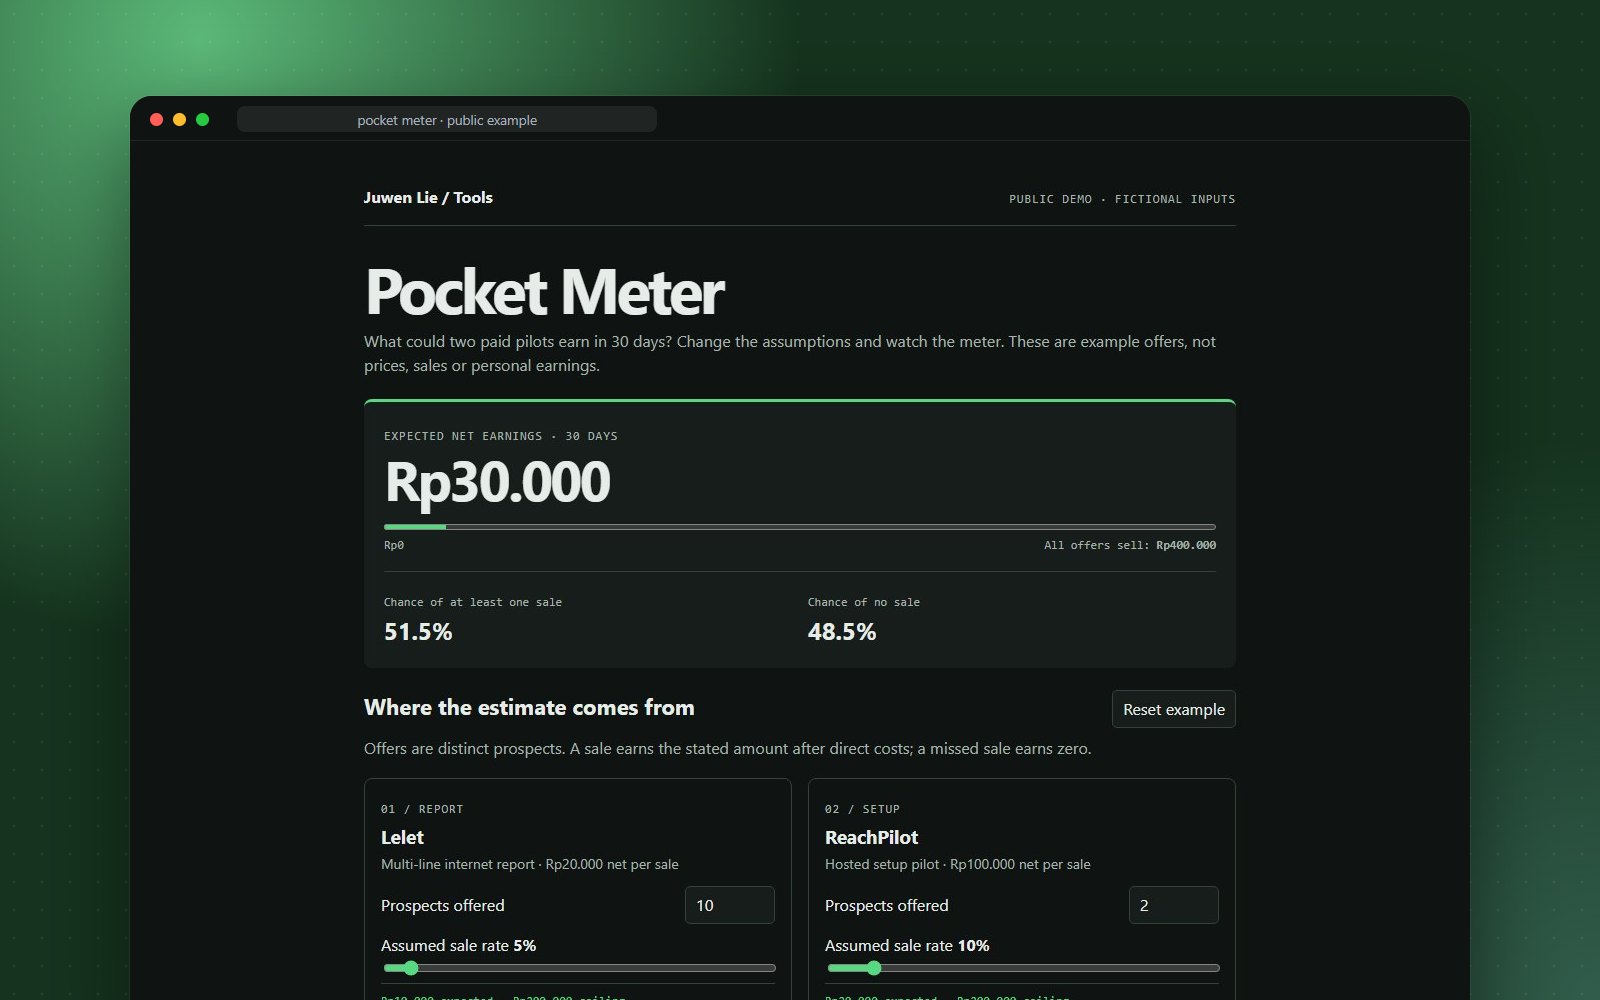 pocket meter · public example
Juwen Lie / Tools
PUBLIC DEMO · FICTIONAL INPUTS
Pocket Meter
What could two paid pilots earn in 30 days? Change the assumptions and watch the meter. These are example offers, not
prices, sales or personal earnings.
EXPECTED NET EARNINGS · 30 DAYS
Rp30.000
Rp0
All offers sell: Rp400.000
Chance of at least one sale
Chance of no sale
51.5%
48.5%
Where the estimate comes from
Reset example
Offers are distinct prospects. A sale earns the stated amount after direct costs; a missed sale earns zero.
01 / REPORT
Lelet
Multi-line internet report · Rp20.000 net per sale
Prospects offered
10
Assumed sale rate 5%
02 / SETUP
ReachPilot
Hosted setup pilot · Rp100.000 net per sale
Prospects offered
2
Assumed sale rate 10%